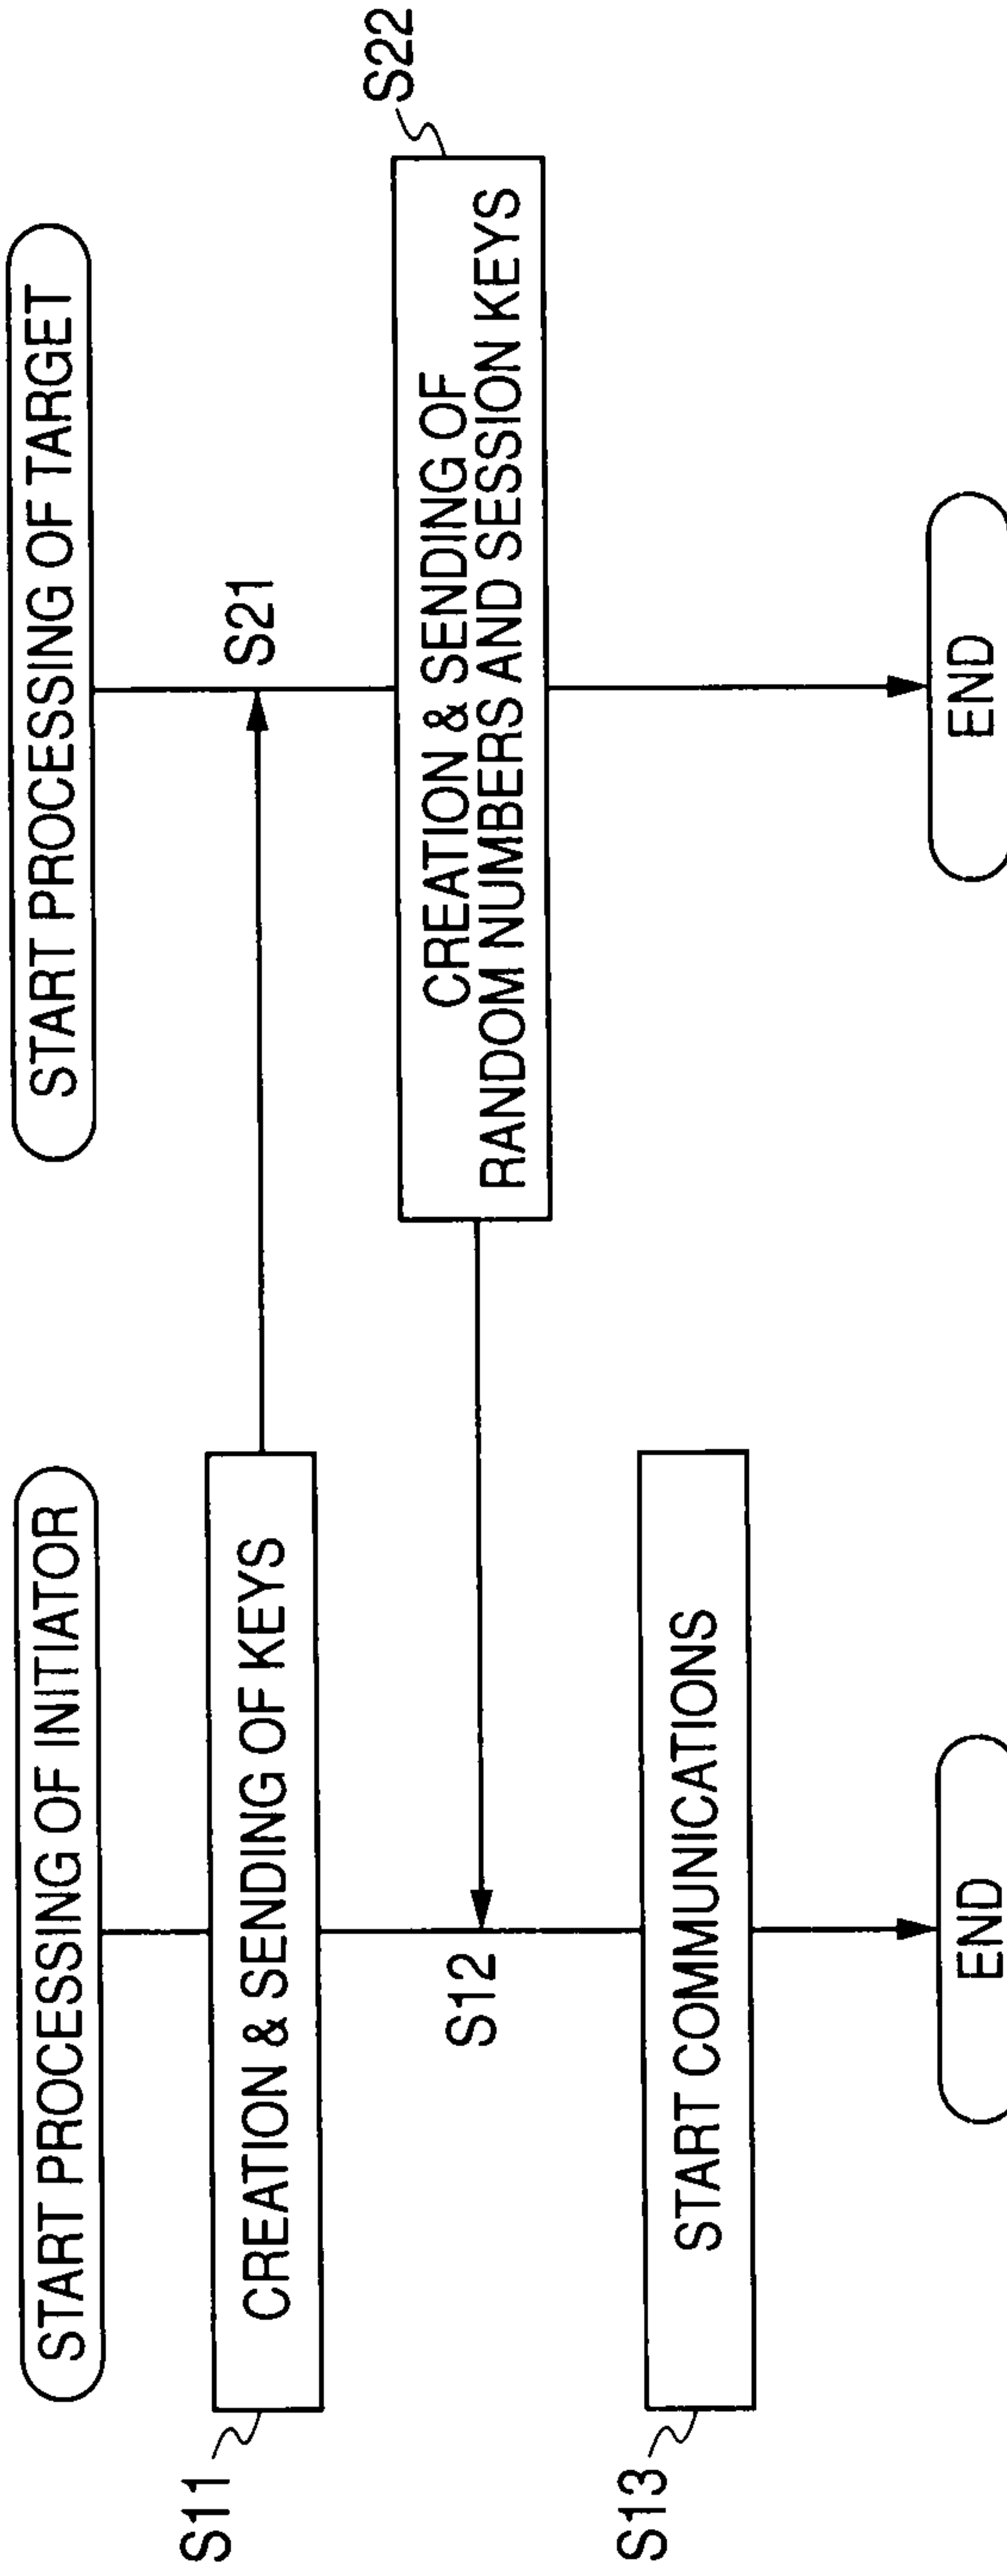 START PROCESSING OF INITIATOR
START PROCESSING OF TARGET
S11
CREATION & SENDING OF KEYS
S21
S12
CREATION & SENDING OF
RANDOM NUMBERS AND SESSION KEYS
S22
S13
START COMMUNICATIONS
END
END